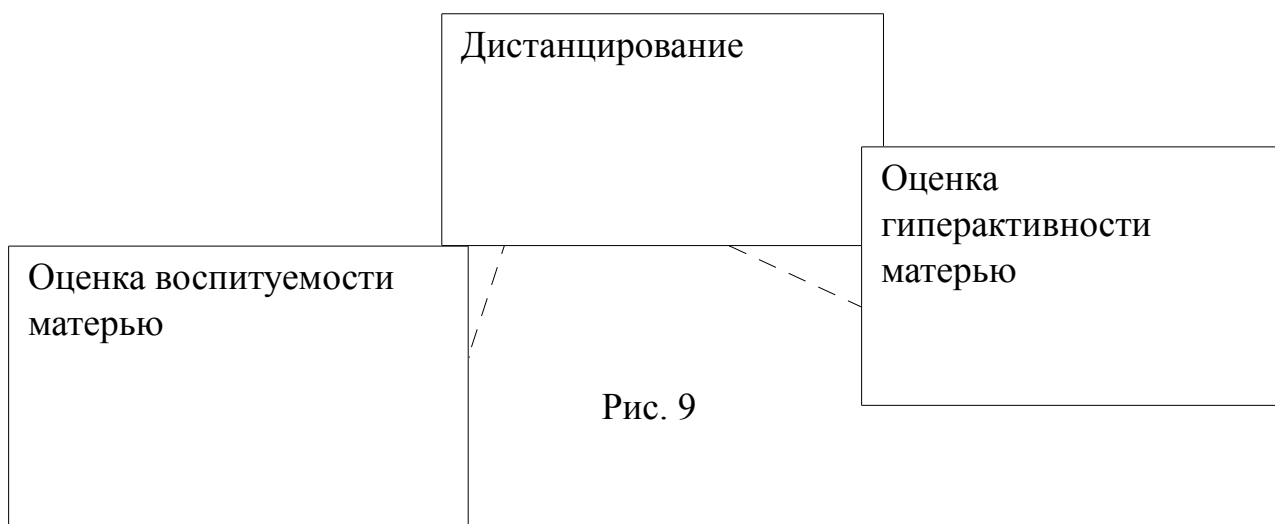 Дистанцирование
Оценка
гиперактивности
матерью
Оценка воспитуемости
матерью
Рис. 9